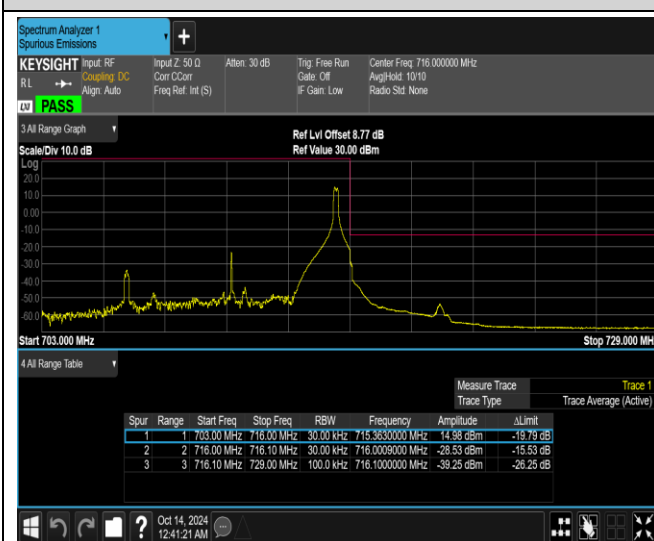 Spectrum Analyzer 1
Spurious Emissions
+
KEYSIGHT Input: RF Input Z: 50 Ω Atten: 30 dB Trig: Free Run Center Freq: 716.000000 MHz
RL Coupling: DC Corr CCorr Gate: Off Avg|Hold: 10/10
Align: Auto Freq Ref: Int (S) IF Gain: Low Radio Std: None
LXI PASS
3 All Range Graph
Ref Lvl Offset 8.77 dB
Scale/Div 10.0 dB Ref Value 30.00 dBm
Log
20.0
10.0
0.00
-10.0
-20.0
-30.0
-40.0
-50.0
-60.0
Start 703.000 MHz Stop 729.000 MH
4 All Range Table
Measure Trace Trace 1
Trace Type Trace Average (Active)
Spur Range Start Freq Stop Freq RBW Frequency Amplitude ΔLimit
1 1 703.00 MHz 716.00 MHz 30.00 kHz 715.3630000 MHz 14.98 dBm -19.79 dB
2 2 716.00 MHz 716.10 MHz 30.00 kHz 716.0009000 MHz -28.53 dBm -15.53 dB
3 3 716.10 MHz 729.00 MHz 100.0 kHz 716.1000000 MHz -39.25 dBm -26.25 dB
? Oct 14, 2024
12:41:21 AM